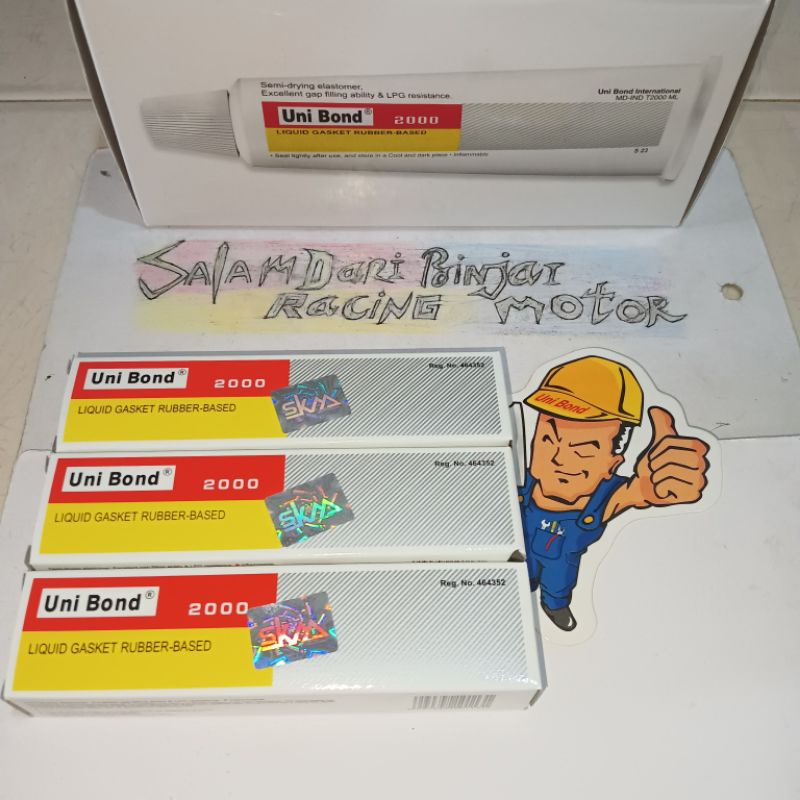 Semi-drying elastomer,
Excellent gap filling ability & LPG resistance.
Uni Bond International
MD-IND T2000 ML
Uni Bond® 2000
LIQUID GASKET RUBBER-BASED
• Seal tightly after use, and store in a Cool and dark place • Inflammable
S 23
SALAM DARI BINJAI
RACING MOTOR
Uni Bond® 2000
Reg. No. 464352
LIQUID GASKET RUBBER-BASED
skya
Uni Bond
Uni Bond® 2000
Reg. No. 464352
LIQUID GASKET RUBBER-BASED
Uni Bond® 2000
Reg. No. 464352
LIQUID GASKET RUBBER-BASED